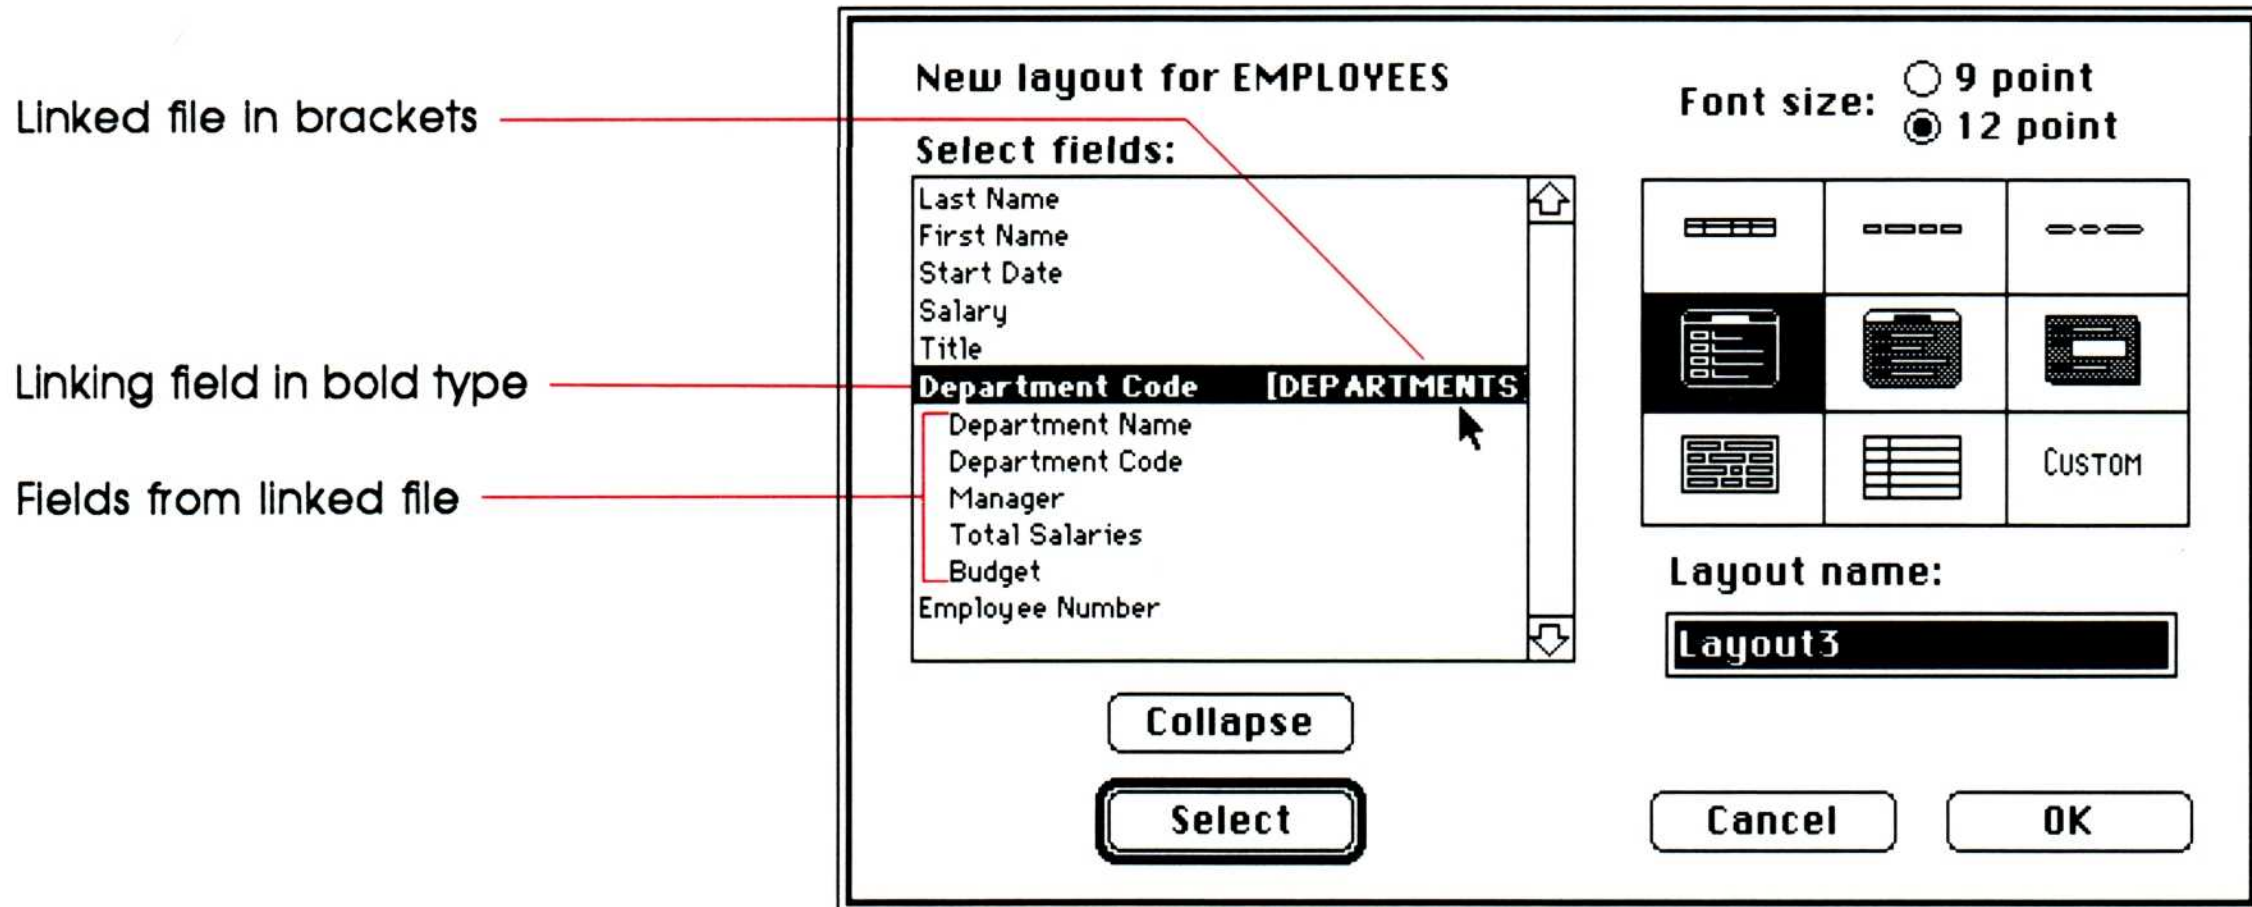 Linked file in brackets
Linking field in bold type
Fields from linked file
New layout for EMPLOYEES
Select fields:
Last Name
First Name
Start Date
Salary
Title
Department Code [DEPARTMENTS]
Department Name
Department Code
Manager
Total Salaries
Budget
Employee Number
Collapse
Select
Font size:
9 point
12 point
CUSTOM
Layout name:
Layout3
Cancel
OK